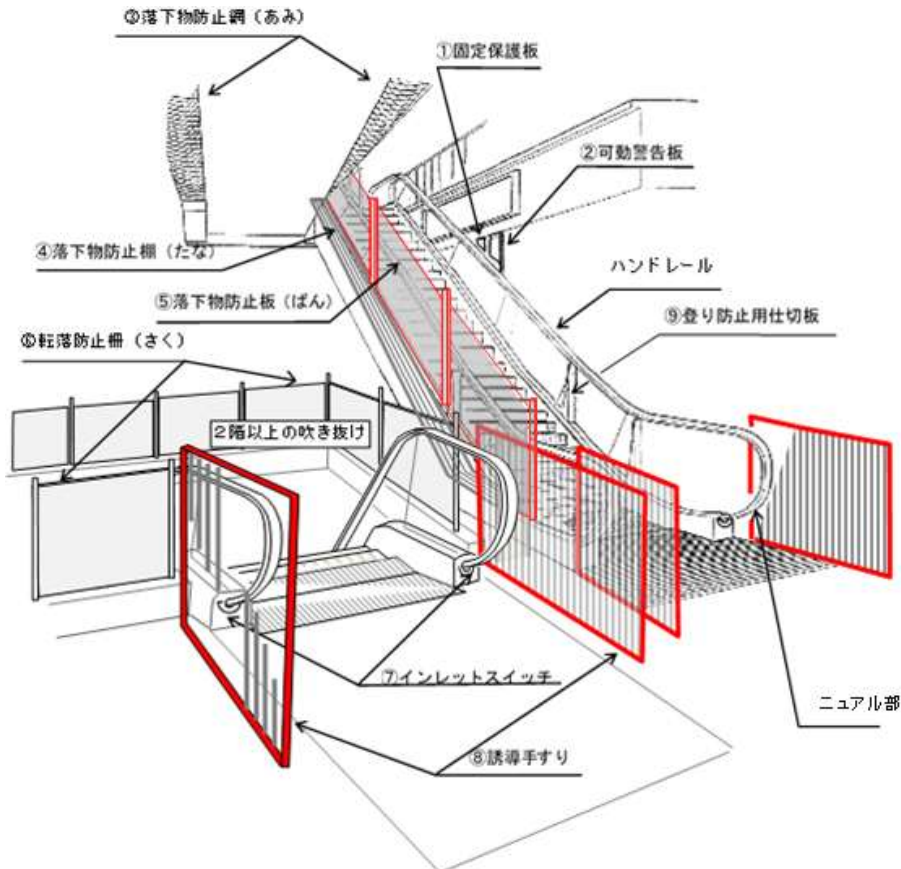 ③落下物防止網（あみ）
①固定保護板
②可動警告板
④落下物防止棚（たな）
ハンドレール
⑤落下物防止板（ばん）
⑨登り防止用仕切板
⑥転落防止柵（さく）
2階以上の吹き抜け
⑦インレットスイッチ
ニュアル部
⑧誘導手すり